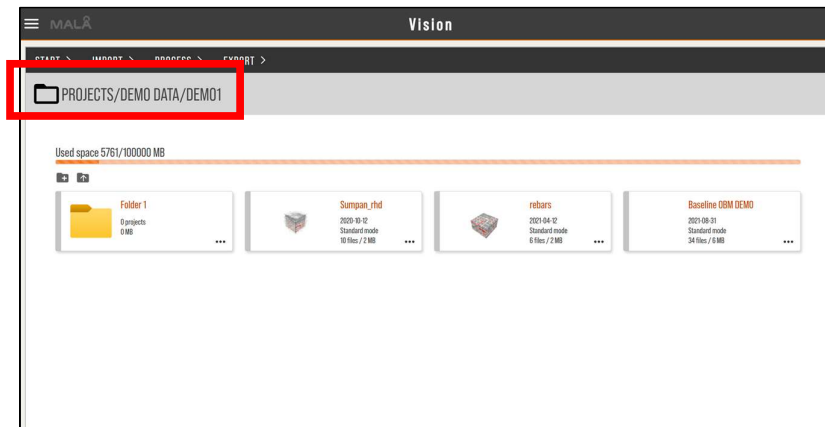 MALÅ
Vision
START > IMPORT > PROCESS > EXPORT >
PROJECTS/DEMO DATA/DEMO1
Used space 5761/100000 MB
Folder 1
0 projects
0 MB
Sumpan_rhd
2020-10-12
Standard mode
10 files / 2 MB
rebars
2021-04-12
Standard mode
6 files / 2 MB
Baseline OBM DEMO
2021-08-31
Standard mode
34 files / 6 MB